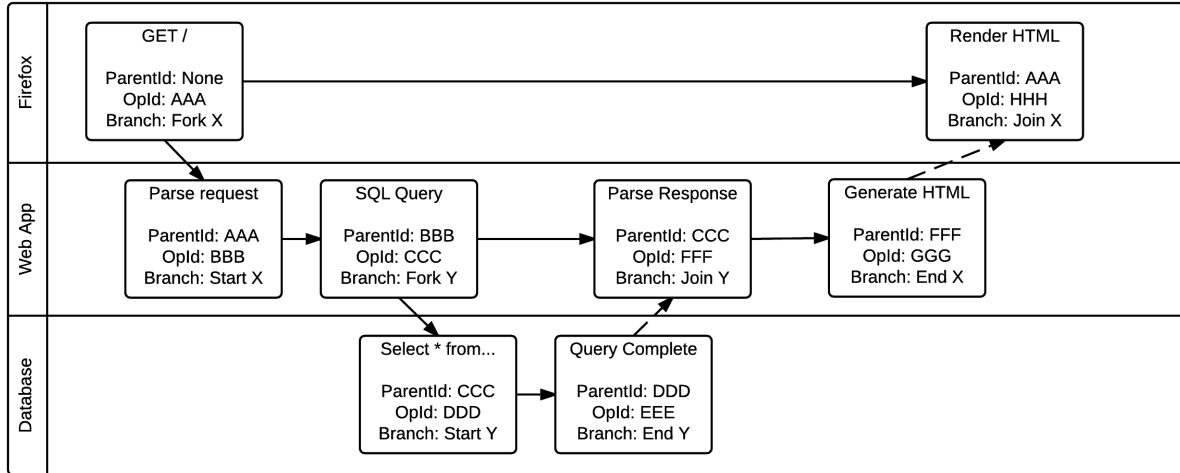 Firefox
GET /
ParentId: None
OpId: AAA
Branch: Fork X
Render HTML
ParentId: AAA
OpId: HHH
Branch: Join X
Web App
Parse request
ParentId: AAA
OpId: BBB
Branch: Start X
SQL Query
ParentId: BBB
OpId: CCC
Branch: Fork Y
Parse Response
ParentId: CCC
OpId: FFF
Branch: Join Y
Generate HTML
ParentId: FFF
OpId: GGG
Branch: End X
Database
Select * from...
ParentId: CCC
OpId: DDD
Branch: Start Y
Query Complete
ParentId: DDD
OpId: EEE
Branch: End Y